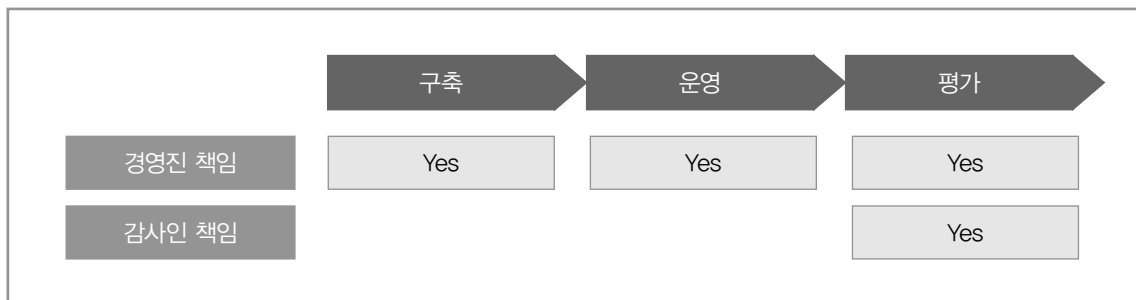 구축 운영 평가
경영진 책임 Yes Yes Yes
감사인 책임 Yes